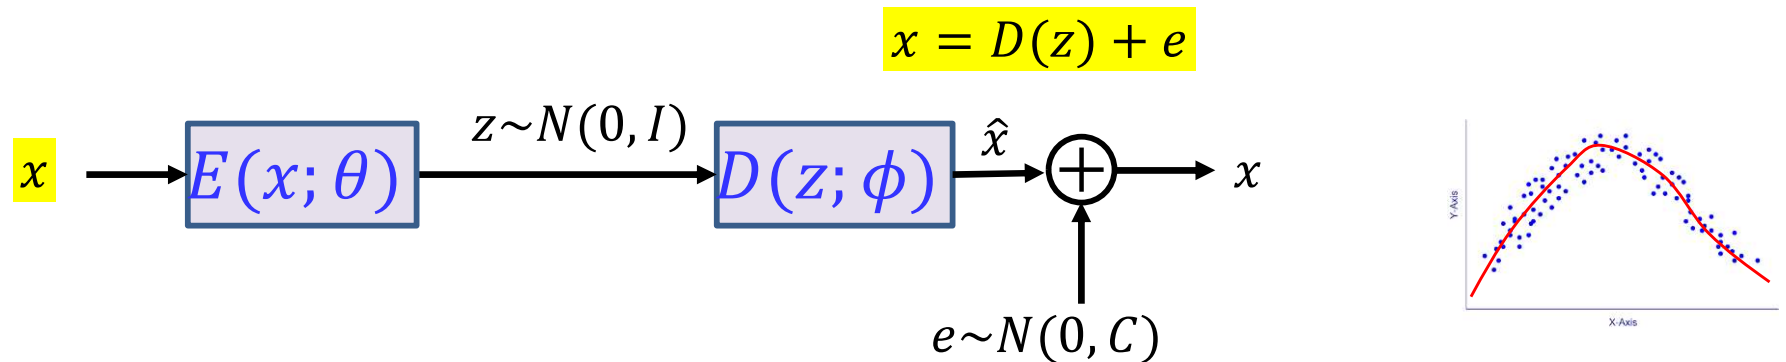 x = D(z) + e
x
E(x; θ)
z~N(0, I)
D(z; ϕ)
x̂
x
e~N(0, C)
Y-Axis
X-Axis